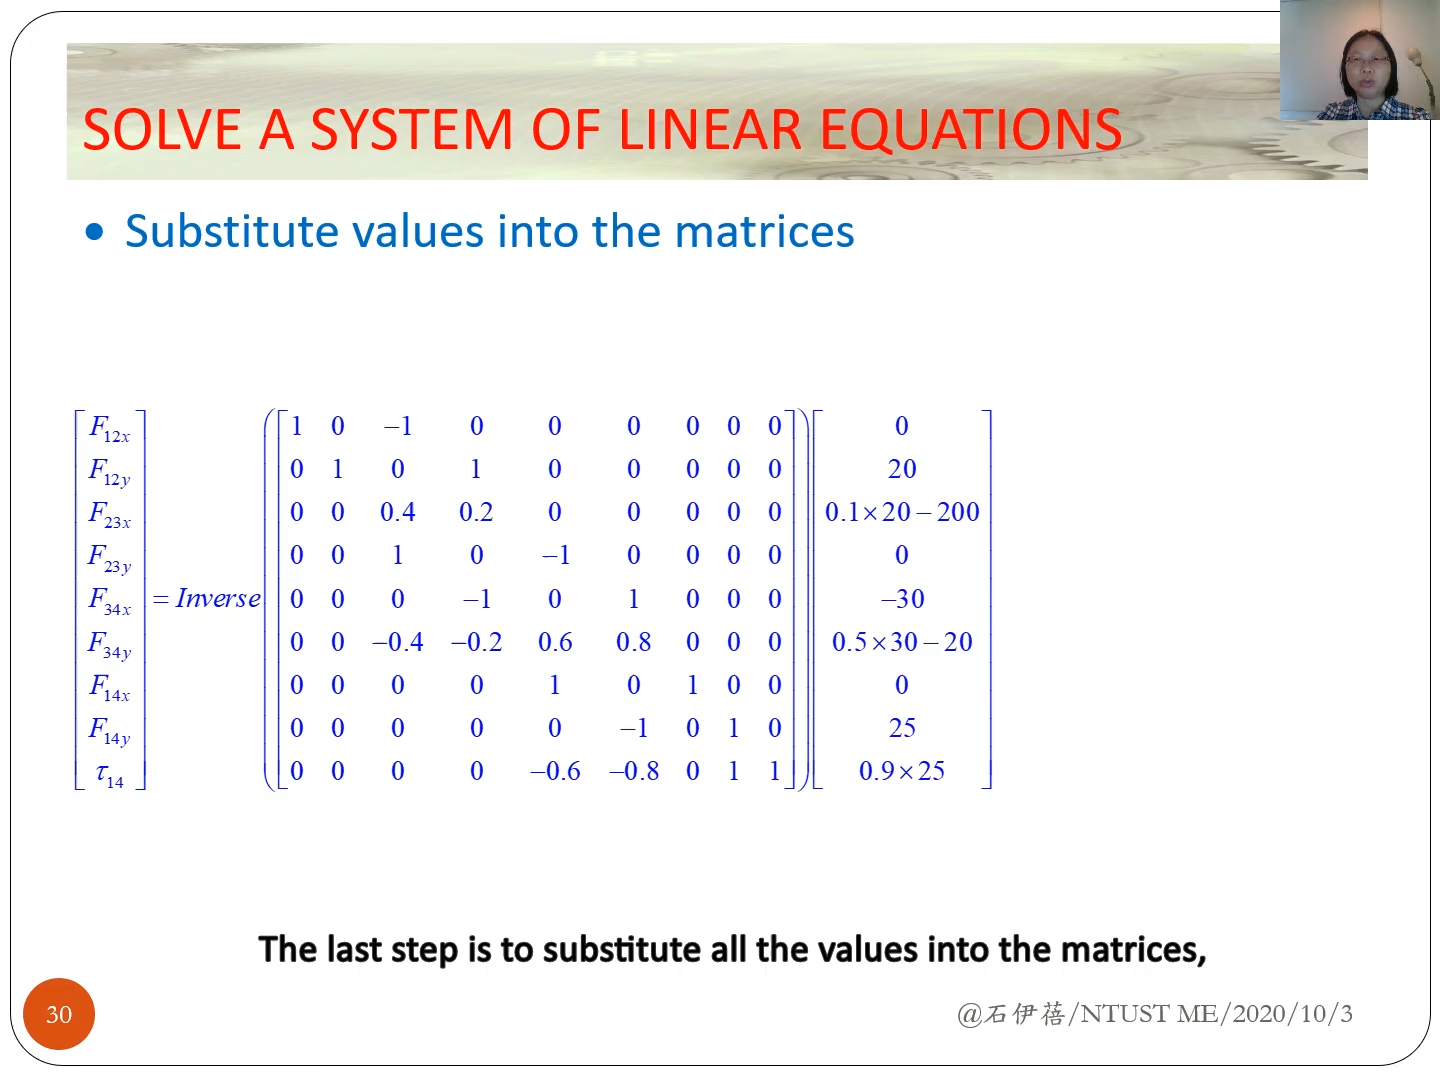 SOLVE A SYSTEM OF LINEAR EQUATIONS
• Substitute values into the matrices
F12x 1 0 −1 0 0 0 0 0 0 0
F12y 0 1 0 1 0 0 0 0 0 20
F23x 0 0 0.4 0.2 0 0 0 0 0 0.1×20−200
F23y 0 0 1 0 −1 0 0 0 0 0
F34x = Inverse 0 0 0 −1 0 1 0 0 0 −30
F34y 0 0 −0.4 −0.2 0.6 0.8 0 0 0 0.5×30−20
F14x 0 0 0 0 1 0 1 0 0 0
F14y 0 0 0 0 0 −1 0 1 0 25
τ14 0 0 0 0 −0.6 −0.8 0 1 1 0.9×25
The last step is to substitute all the values into the matrices,
30
@石伊蓓/NTUST ME/2020/10/3